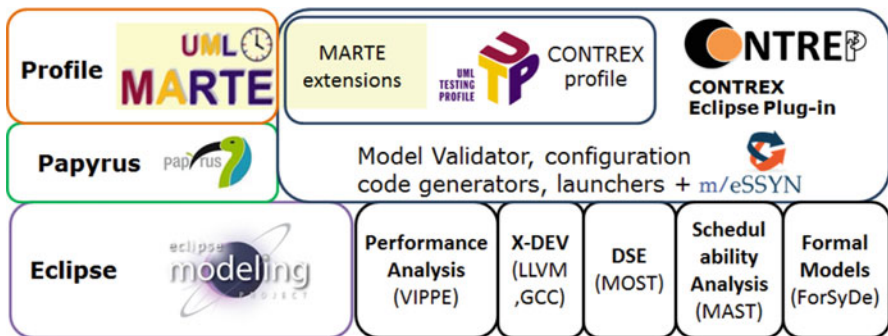 Profile
UML
MARTE
MARTE
extensions
UML
TESTING
PROFILE
UTP
CONTREX
profile
CONTREP
CONTREX
Eclipse Plug-in
Papyrus
papyrus
Model Validator, configuration
code generators, launchers + m/eSSYN
Eclipse
eclipse
modeling
PROJECT
Performance
Analysis
(VIPPE)
X-DEV
(LLVM
,GCC)
DSE
(MOST)
Schedul
ability
Analysis
(MAST)
Formal
Models
(ForSyDe)